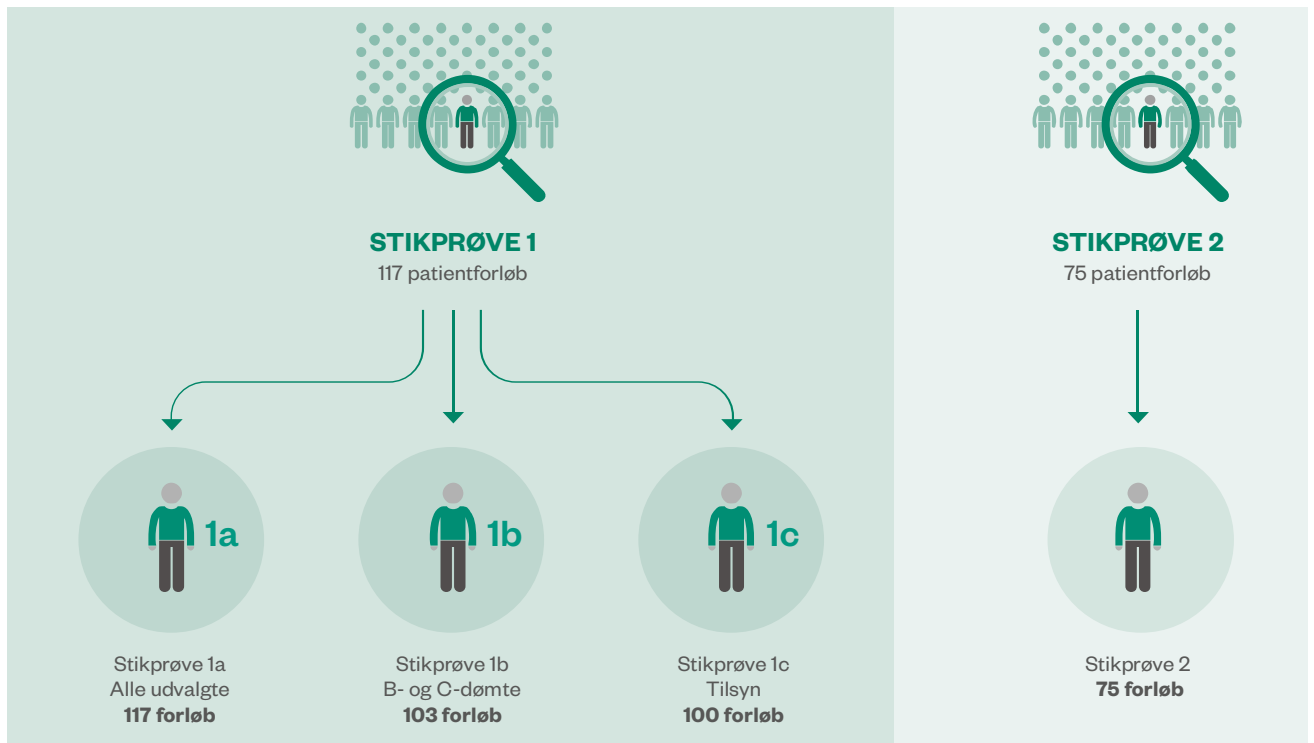 STIKPRØVE 1
117 patientforløb
STIKPRØVE 2
75 patientforløb
1a
1b
1c
Stikprøve 1a
Alle udvalgte
117 forløb
Stikprøve 1b
B- og C-dømte
103 forløb
Stikprøve 1c
Tilsyn
100 forløb
Stikprøve 2
75 forløb